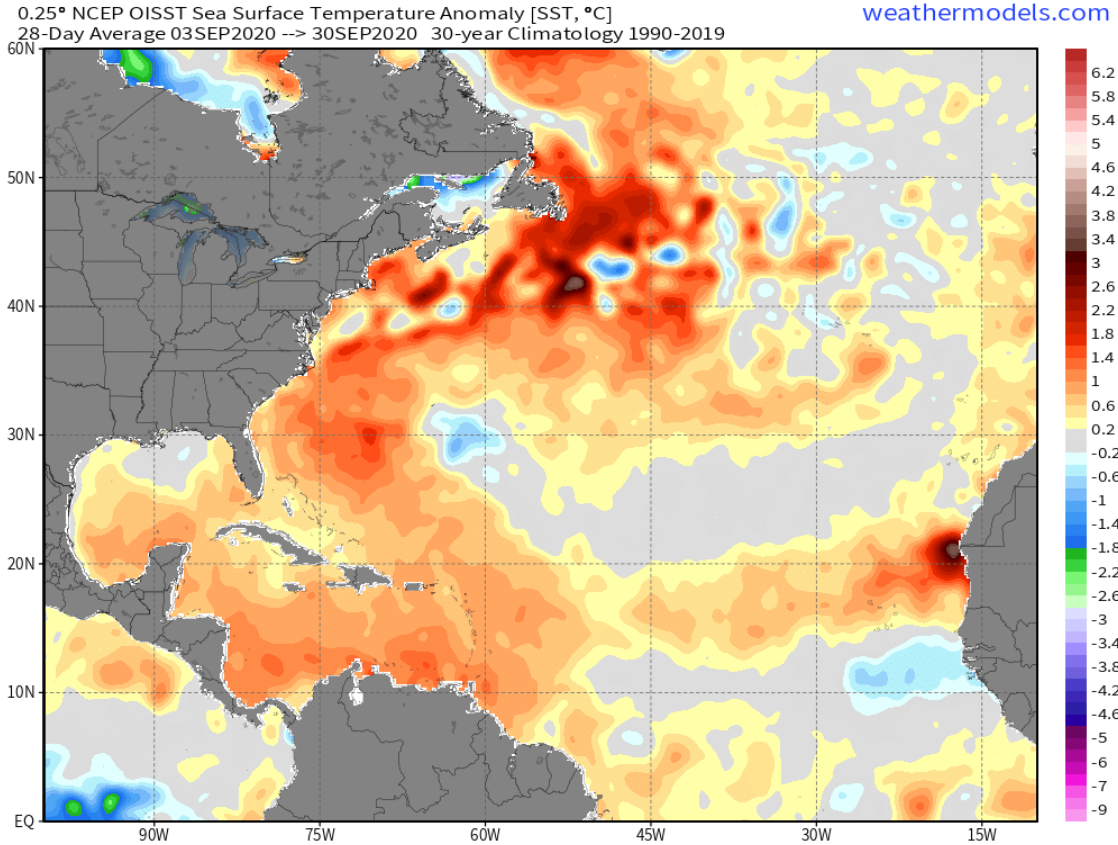 0.25° NCEP OISST Sea Surface Temperature Anomaly [SST, °C]
weathermodels.com
28-Day Average 03SEP2020 --> 30SEP2020 30-year Climatology 1990-2019
60N
50N
40N
30N
20N
10N
EQ
90W
75W
60W
45W
30W
15W
6.2
5.8
5.4
5
4.6
4.2
3.8
3.4
3
2.6
2.2
1.8
1.4
1
0.6
0.2
-0.2
-0.6
-1
-1.4
-1.8
-2.2
-2.6
-3
-3.4
-3.8
-4.2
-4.6
-5
-6
-7
-9